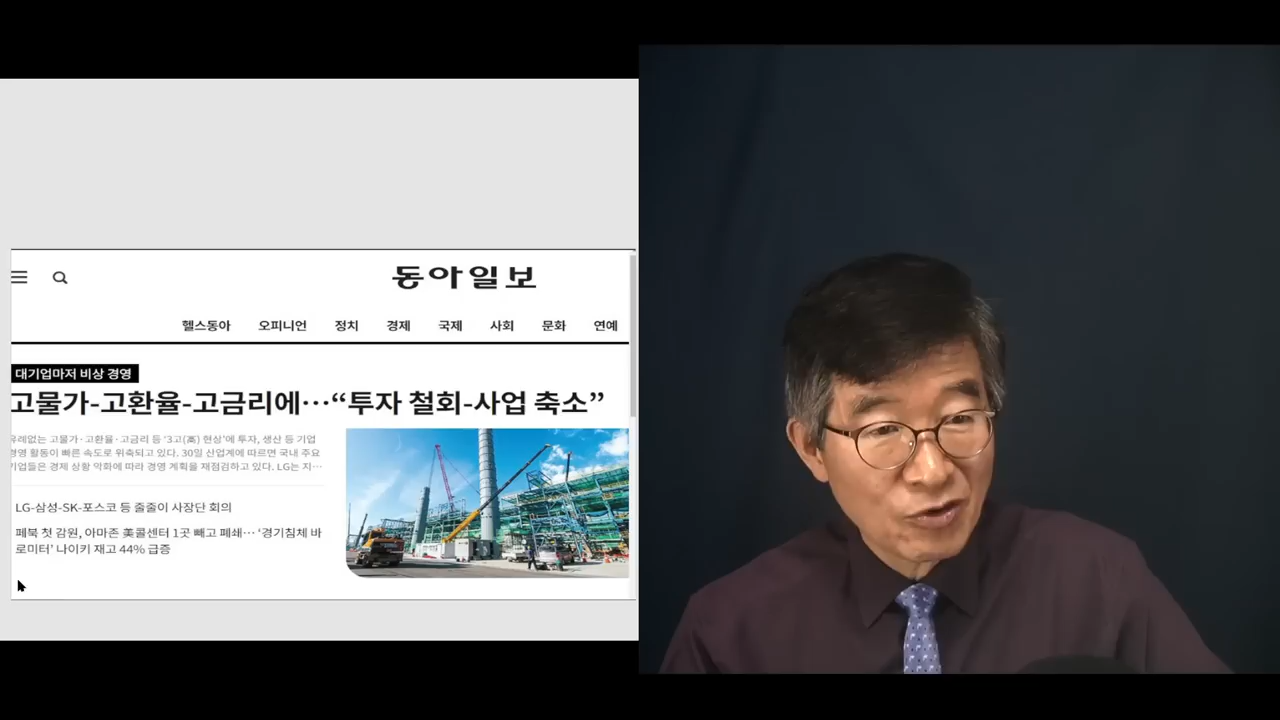 동아일보
헬스동아 오피니언 정치 경제 국제 사회 문화 연예
대기업마저 비상 경영
고물가-고환율-고금리에…“투자 철회-사업 축소”
유례없는 고물가·고환율·고금리 등 ‘3고(高) 현상’에 투자, 생산 등 기업
경영 활동이 빠른 속도로 위축되고 있다. 30일 산업계에 따르면 국내 주요
기업들은 경제 상황 악화에 따라 경영 계획을 재점검하고 있다. LG는 지…
LG-삼성-SK-포스코 등 줄줄이 사장단 회의
페북 첫 감원, 아마존 美콜센터 1곳 빼고 폐쇄… ‘경기침체 바
로미터’ 나이키 재고 44% 급증